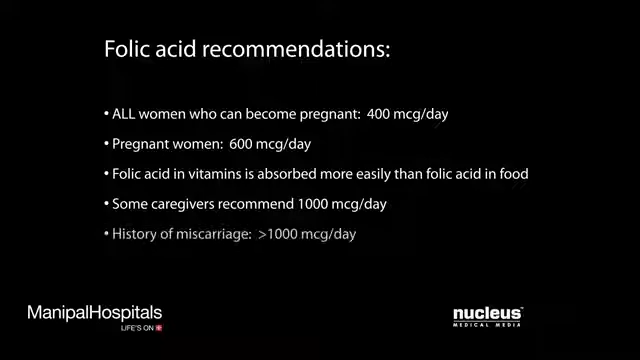 Folic acid recommendations:
• ALL women who can become pregnant:  400 mcg/day
• Pregnant women:  600 mcg/day
• Folic acid in vitamins is absorbed more easily than folic acid in food
• Some caregivers recommend 1000 mcg/day
• History of miscarriage:  >1000 mcg/day
ManipalHospitals
LIFE'S ON
nucleus™
MEDICAL MEDIA